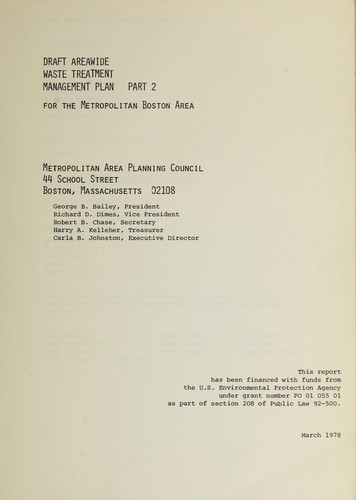 DRAFT AREAWIDE
WASTE TREATMENT
MANAGEMENT PLAN PART 2
FOR THE METROPOLITAN BOSTON AREA
METROPOLITAN AREA PLANNING COUNCIL
44 SCHOOL STREET
BOSTON, MASSACHUSETTS 02108
George B. Bailey, President
Richard D. Dimes, Vice President
Robert B. Chase, Secretary
Harry A. Kelleher, Treasurer
Carla B. Johnston, Executive Director
This report
has been financed with funds from
the U.S. Environmental Protection Agency
under grant number PO 01 055 01
as part of section 208 of Public Law 92-500.
March 1978